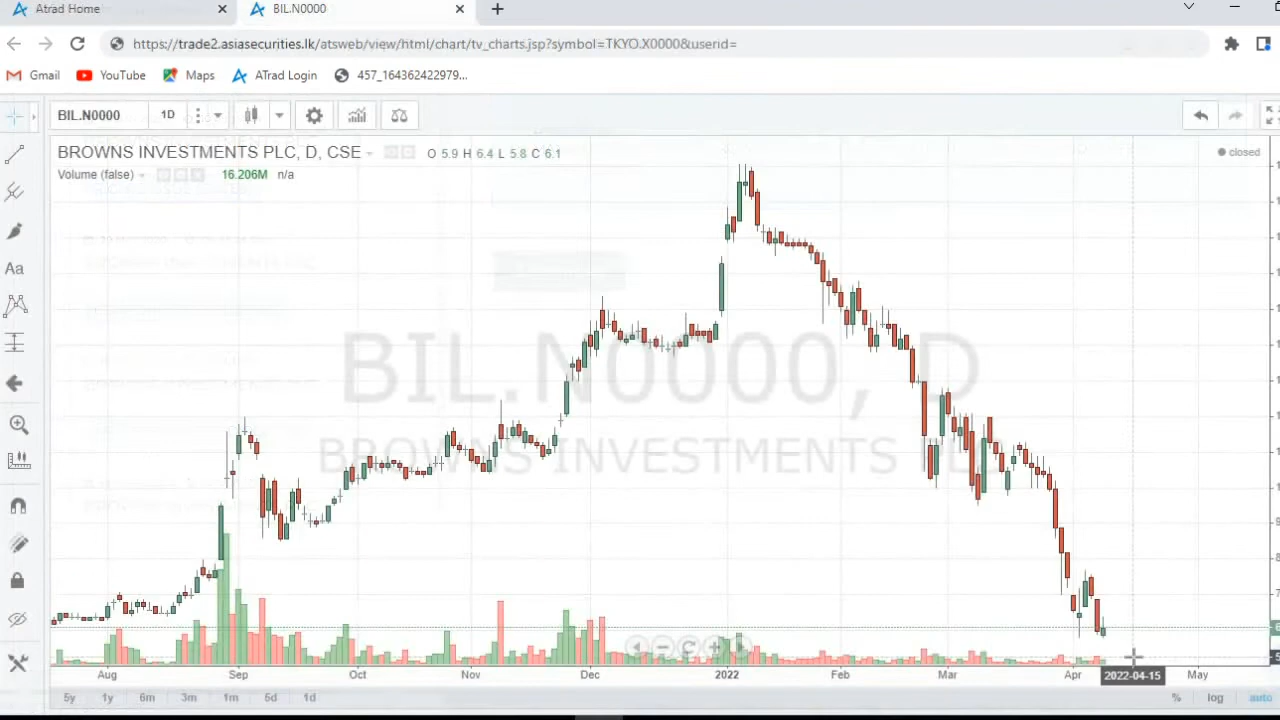 Atrad Home
BIL.N0000
https://trade2.asiasecurities.lk/atsweb/view/html/chart/tv_charts.jsp?symbol=TKYO.X0000&userid=
Gmail YouTube Maps ATrad Login 457_164362422979...
BIL.N0000 1D
BROWNS INVESTMENTS PLC, D, CSE O 5.9 H 6.4 L 5.8 C 6.1
closed
Volume (false) 16.206M n/a
Aa
BIL.N0000, D
BROWNS INVESTMENTS PLC
Aug Sep Oct Nov Dec 2022 Feb Mar Apr 2022-04-15 May
5y 1y 6m 3m 1m 5d 1d % log auto